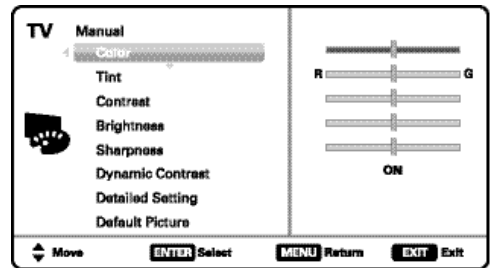 TV Manual
Color
Tint R G
Contrast
Brightness
Sharpness
Dynamic Contrast ON
Detailed Setting
Default Picture
Move ENTER Select MENU Return EXIT Exit